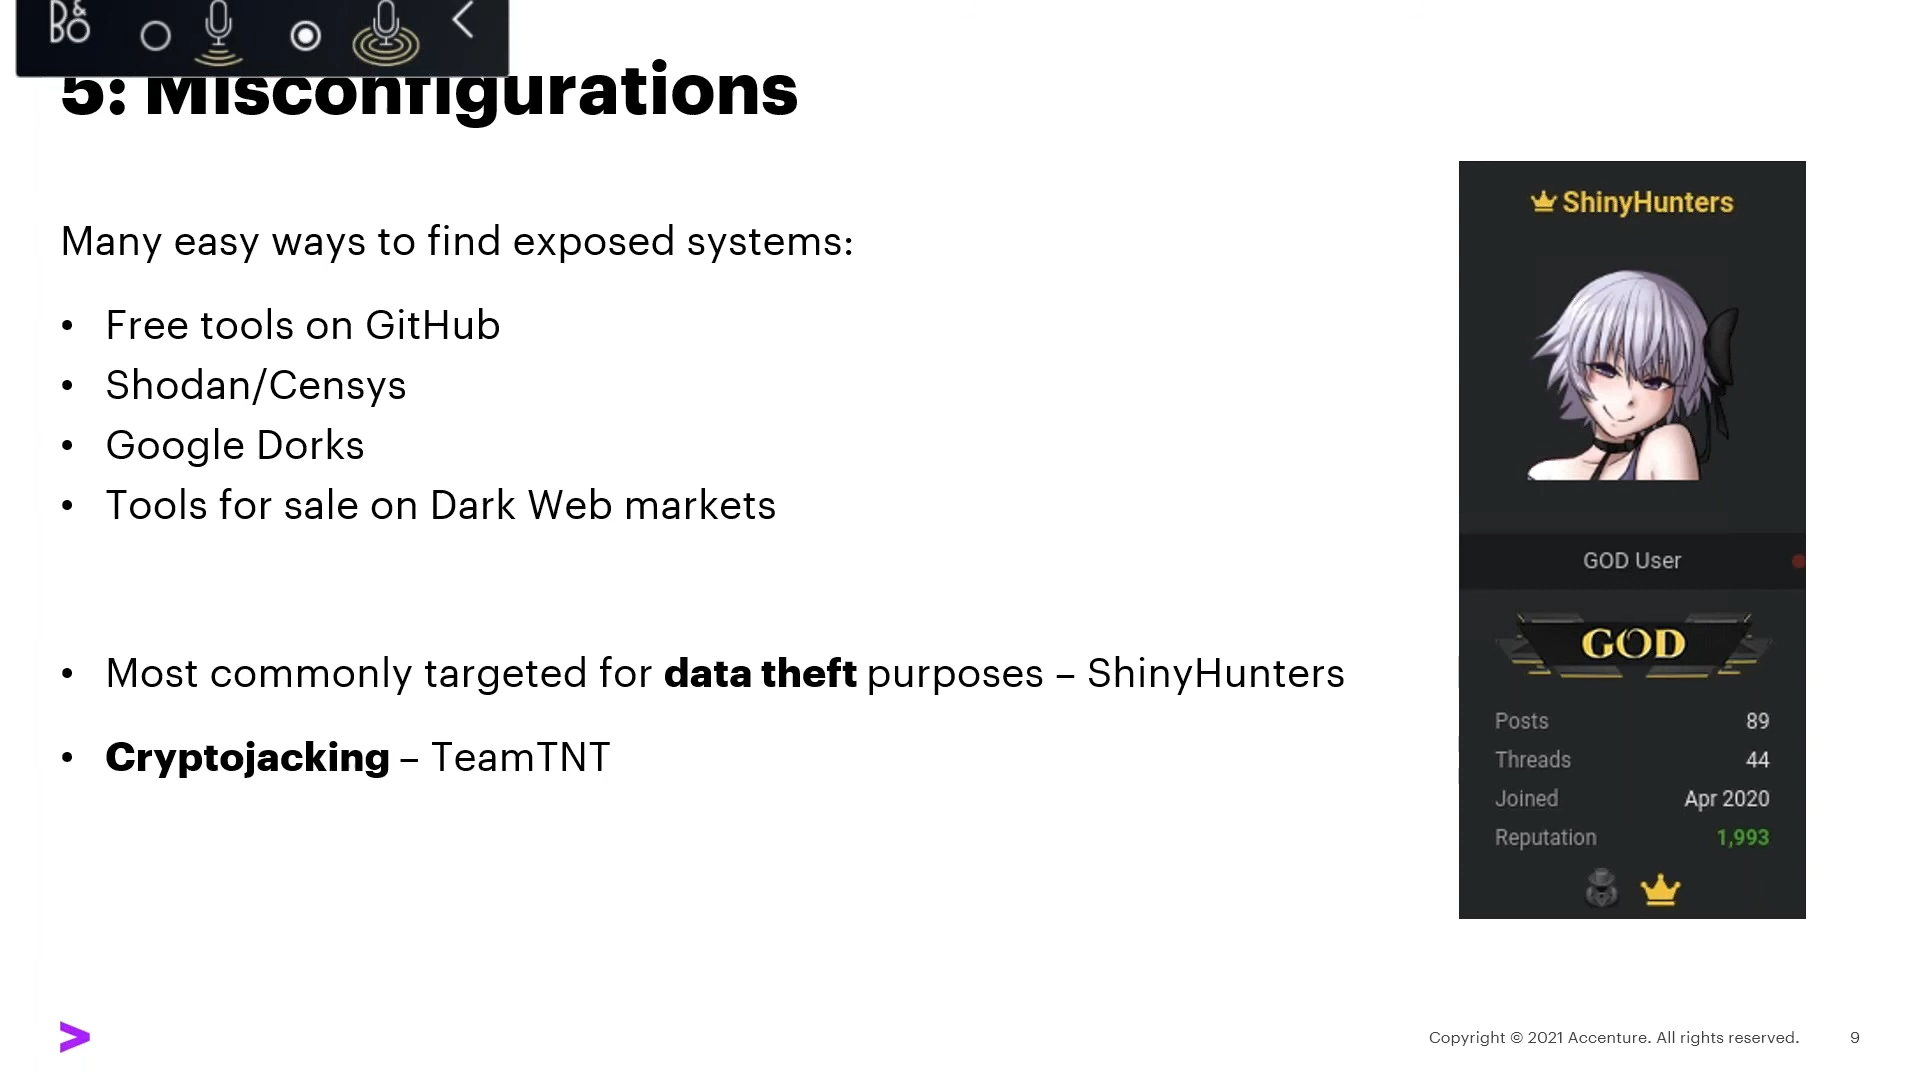 B&O
5: Misconfigurations
Many easy ways to find exposed systems:
• Free tools on GitHub
• Shodan/Censys
• Google Dorks
• Tools for sale on Dark Web markets
• Most commonly targeted for data theft purposes – ShinyHunters
• Cryptojacking – TeamTNT
ShinyHunters
GOD User
GOD
Posts 89
Threads 44
Joined Apr 2020
Reputation 1,993
Copyright © 2021 Accenture. All rights reserved. 9